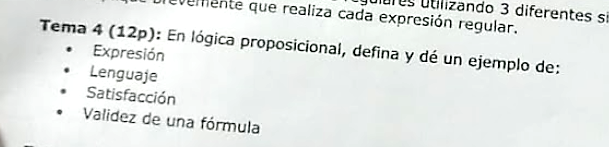 brevemente que realiza cada expresión regular.
utilizando 3 diferentes
Tema 4 (12p): En lógica proposicional, defina y dé un ejemplo de:
• Expresión
• Lenguaje
• Satisfacción
• Validez de una fórmula